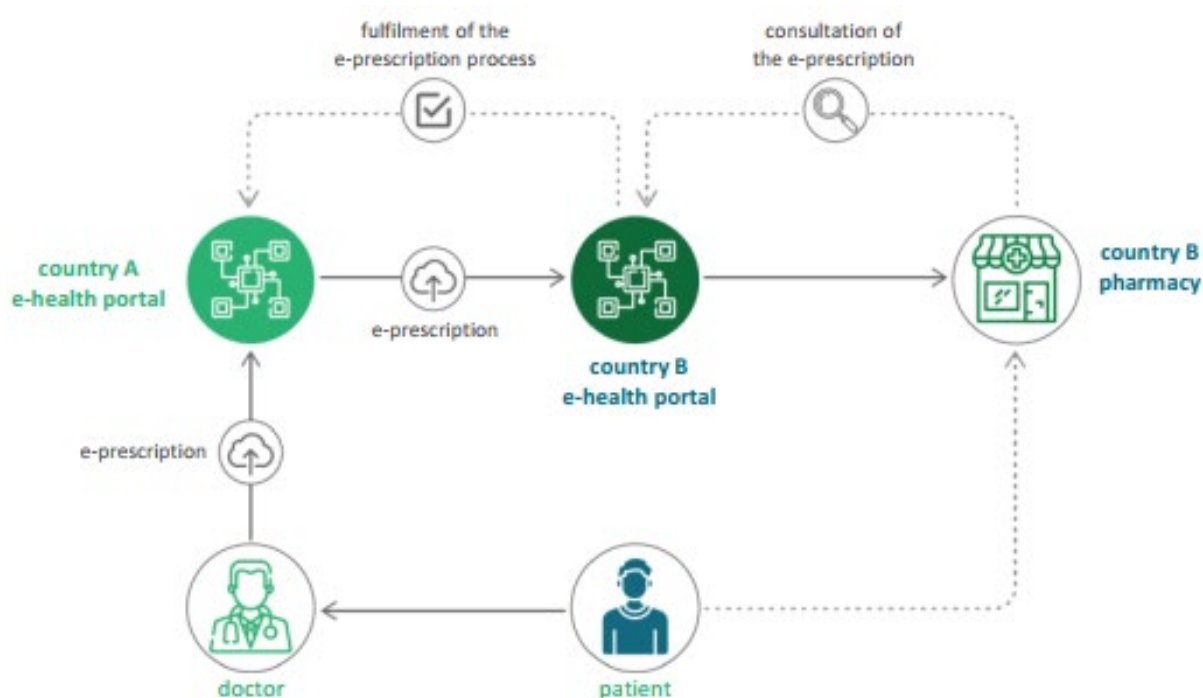 fulfilment of the
e-prescription process
consultation of
the e-prescription
country A
e-health portal
e-prescription
country B
e-health portal
country B
pharmacy
e-prescription
doctor
patient